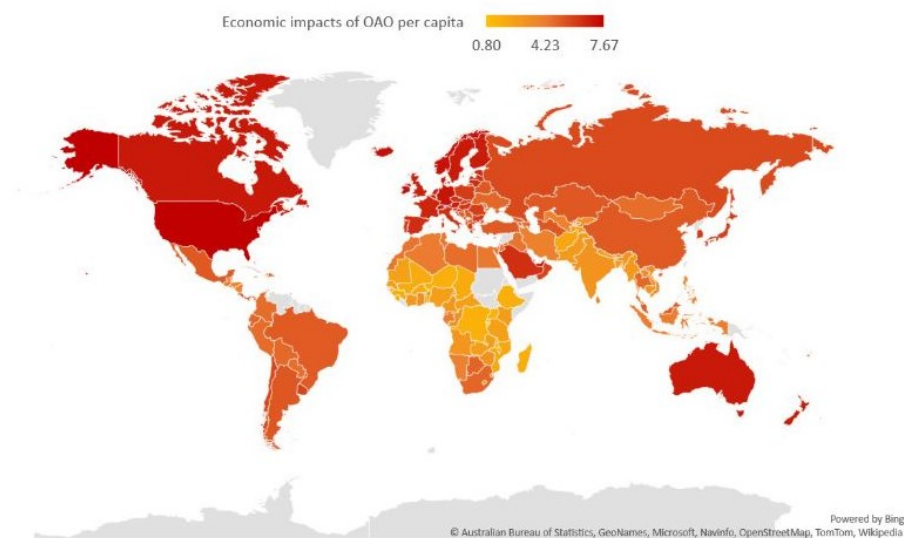 Economic impacts of OAO per capita
0.80 4.23 7.67
Powered by Bing
© Australian Bureau of Statistics, GeoNames, Microsoft, Navinfo, OpenStreetMap, TomTom, Wikipedia